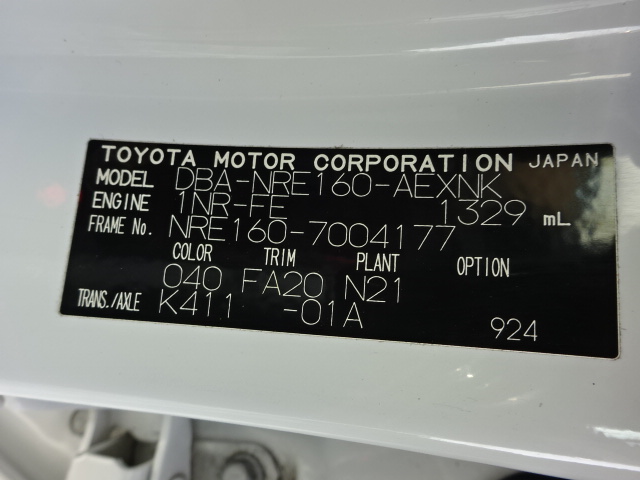 TOYOTA MOTOR CORPORATION JAPAN
MODEL DBA-NRE160-AEXNK
ENGINE 1NR-FE 1329 mL
FRAME No. NRE160-7004177
COLOR TRIM PLANT OPTION
040 FA20 N21
TRANS./AXLE K411 -01A
924